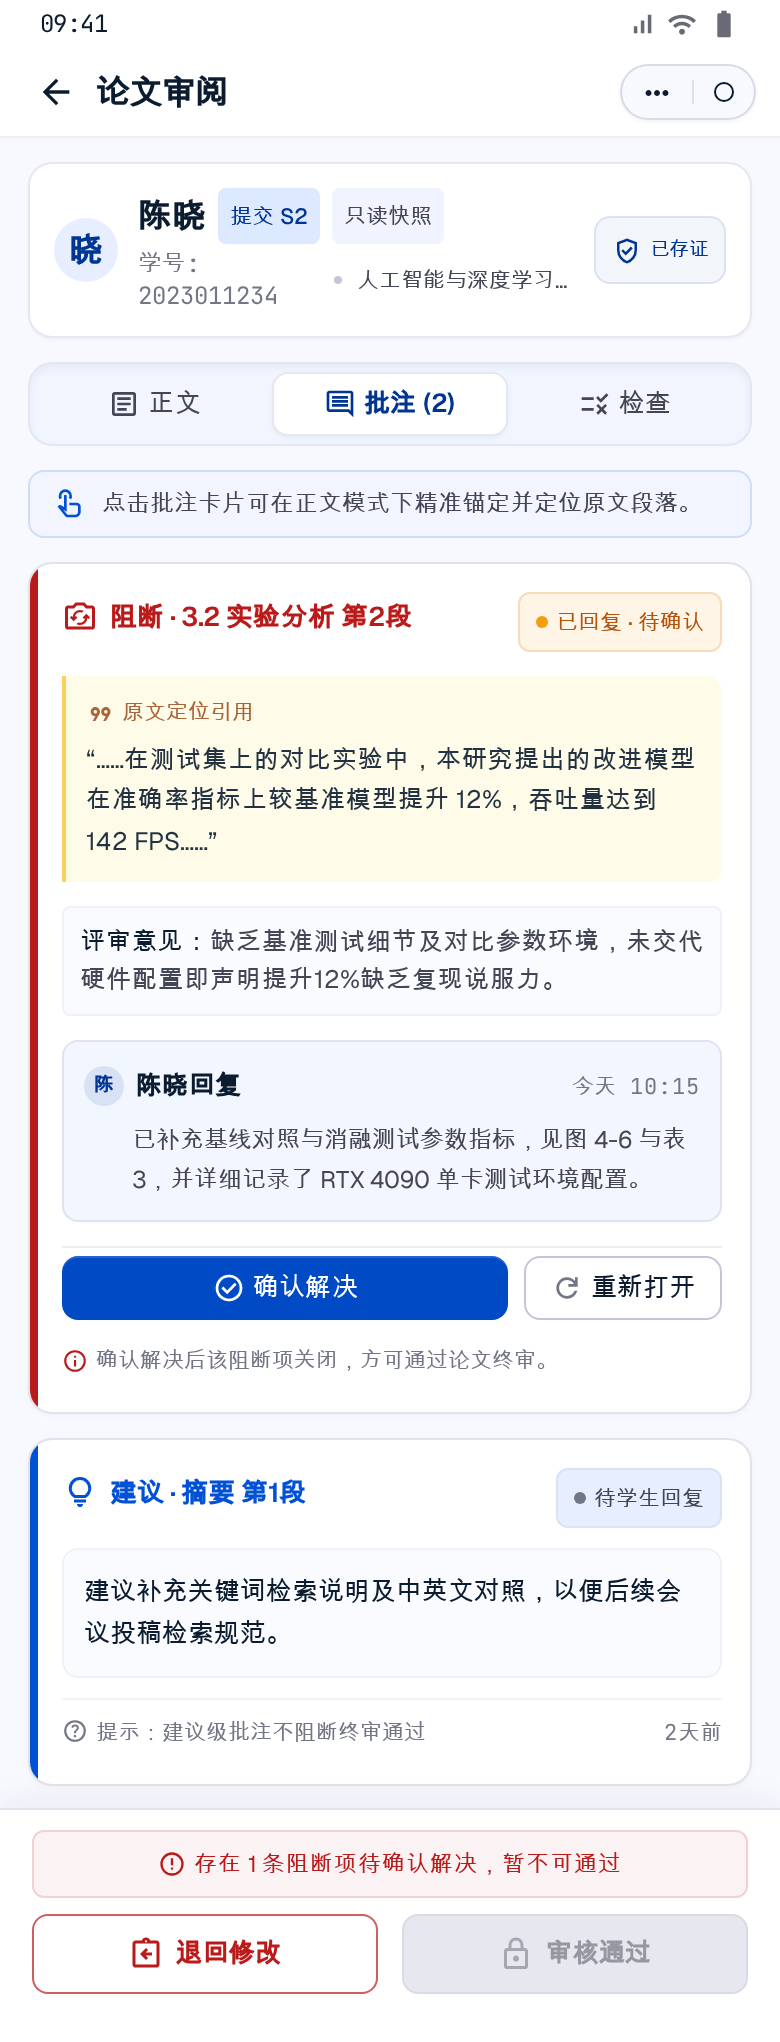 09:41
论文审阅
晓
陈晓
提交 S2
只读快照
学号:
2023011234
人工智能与深度学习...
已存证
正文
批注 (2)
检查
点击批注卡片可在正文模式下精准锚定并定位原文段落。
阻断 · 3.2 实验分析 第2段
已回复 · 待确认
原文定位引用
“……在测试集上的对比实验中，本研究提出的改进模型
在准确率指标上较基准模型提升 12%，吞吐量达到
142 FPS……”
评审意见：缺乏基准测试细节及对比参数环境，未交代
硬件配置即声明提升12%缺乏复现说服力。
陈
陈晓回复
今天 10:15
已补充基线对照与消融测试参数指标，见图 4-6 与表
3，并详细记录了 RTX 4090 单卡测试环境配置。
确认解决
重新打开
确认解决后该阻断项关闭，方可通过论文终审。
建议 · 摘要 第1段
待学生回复
建议补充关键词检索说明及中英文对照，以便后续会
议投稿检索规范。
提示：建议级批注不阻断终审通过
2天前
存在 1 条阻断项待确认解决，暂不可通过
退回修改
审核通过